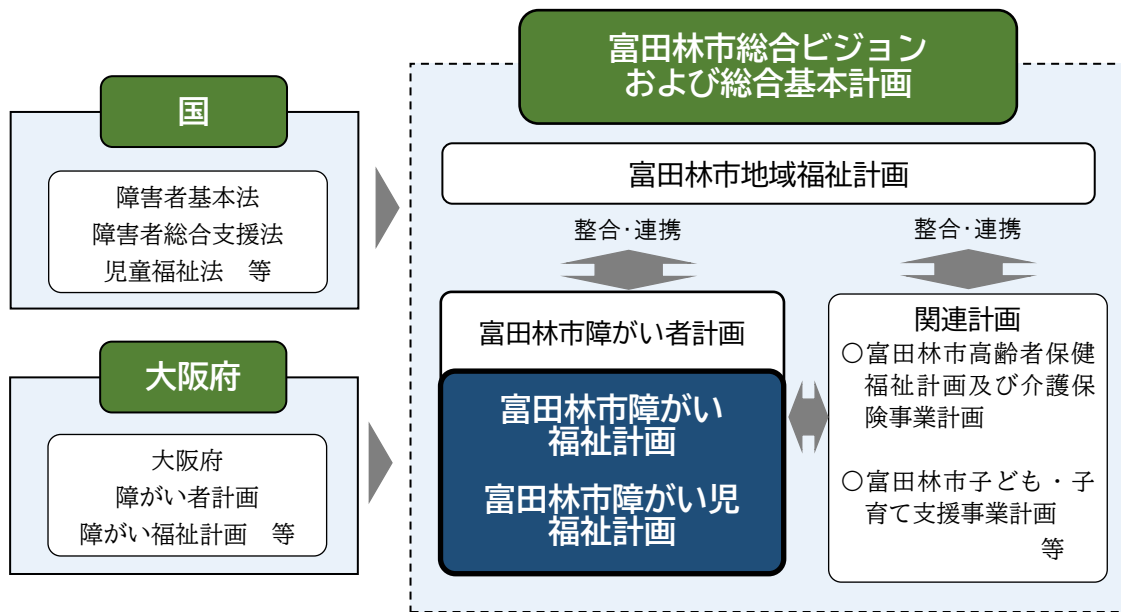 国
障害者基本法
障害者総合支援法
児童福祉法　等
大阪府
大阪府
障がい者計画
障がい福祉計画　等
富田林市総合ビジョン
および総合基本計画
富田林市地域福祉計画
整合・連携
整合・連携
富田林市障がい者計画
富田林市障がい
福祉計画
富田林市障がい児
福祉計画
関連計画
○富田林市高齢者保健
福祉計画及び介護保
険事業計画
○富田林市子ども・子
育て支援事業計画
等